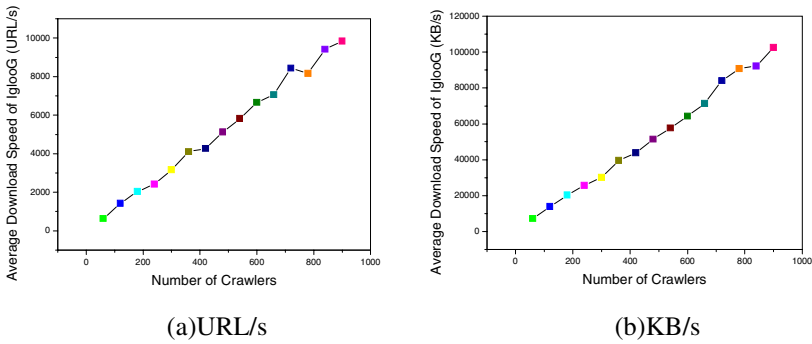 Average Download Speed of IglooG (URL/s)
10000
8000
6000
4000
2000
0
0 200 400 600 800 1000
Number of Crawlers
(a)URL/s
Average Download Speed of IglooG (KB/s)
120000
100000
80000
60000
40000
20000
0
0 200 400 600 800 1000
Number of Crawlers
(b)KB/s